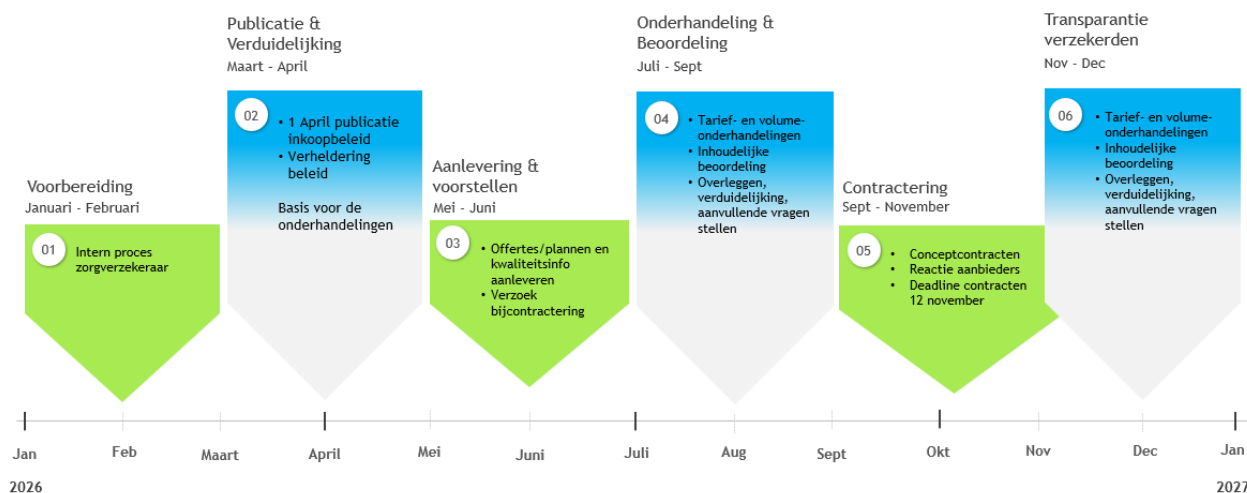 Voorbereiding
Januari - Februari
01
Intern proces
zorgverzekeraar
Publicatie &
Verduidelijking
Maart - April
02
• 1 April publicatie
inkoopbeleid
• Verheldering
beleid
Basis voor de
onderhandelingen
Aanlevering &
voorstellen
Mei - Juni
03
• Offertes/plannen en
kwaliteitsinfo
aanleveren
• Verzoek
bijcontractering
Onderhandeling &
Beoordeling
Juli - Sept
04
• Tarief- en volume-
onderhandelingen
• Inhoudelijke
beoordeling
• Overleggen,
verduidelijking,
aanvullende vragen
stellen
Contractering
Sept - November
05
• Conceptcontracten
• Reactie aanbieders
• Deadline contracten
12 november
Transparantie
verzekerden
Nov - Dec
06
• Tarief- en volume-
onderhandelingen
• Inhoudelijke
beoordeling
• Overleggen,
verduidelijking,
aanvullende vragen
stellen
Jan
Feb
Maart
April
Mei
Juni
Juli
Aug
Sept
Okt
Nov
Dec
Jan
2026
2027